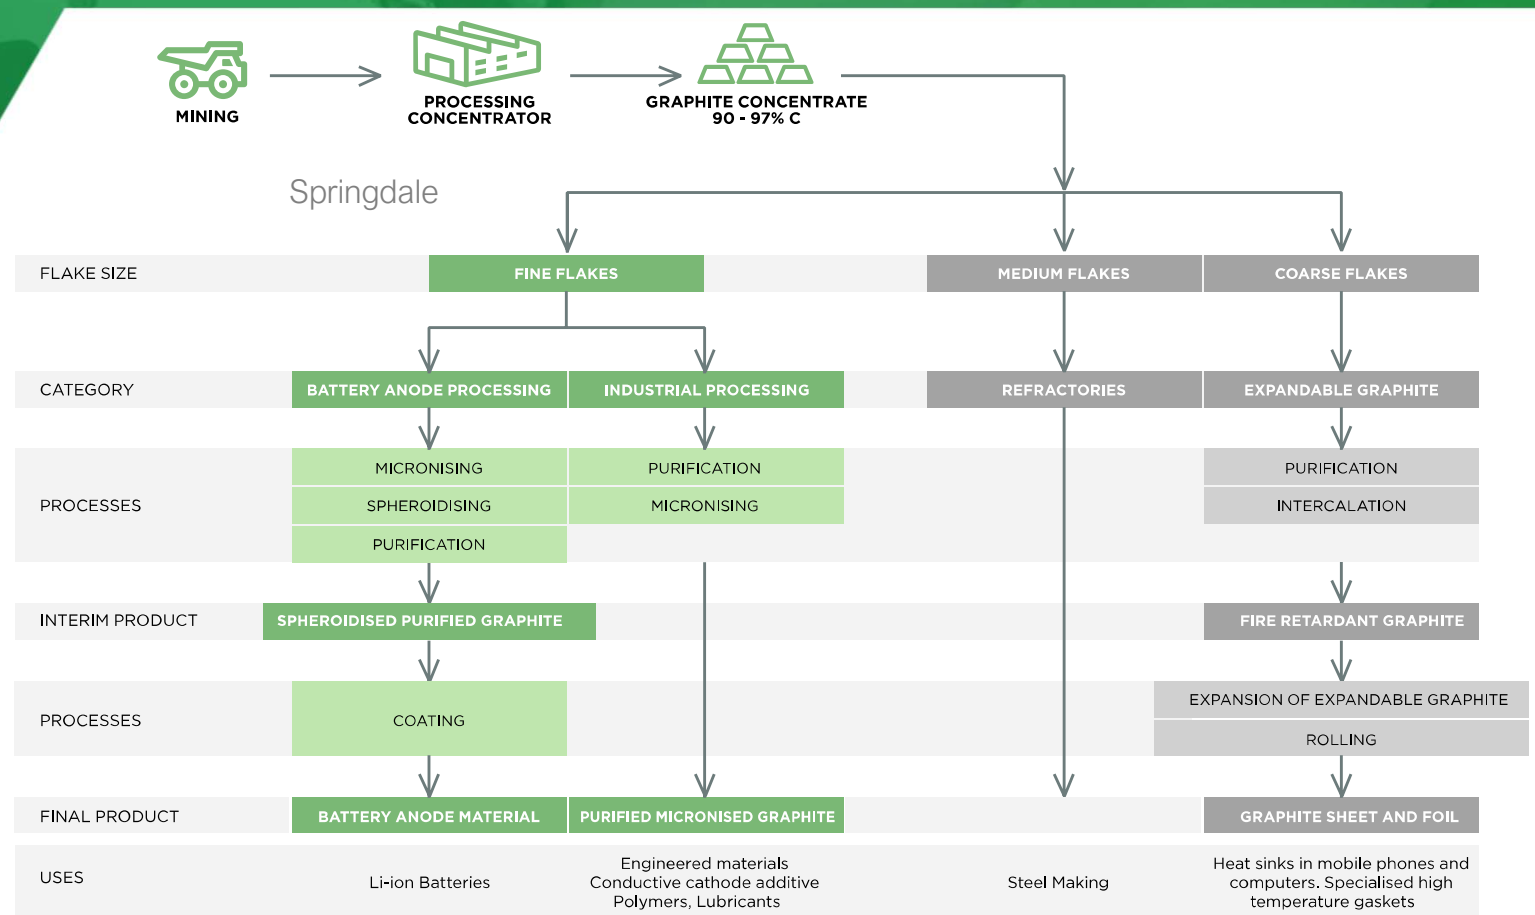 MINING
PROCESSING
CONCENTRATOR
GRAPHITE CONCENTRATE
90 - 97% C
Springdale
FLAKE SIZE
FINE FLAKES
MEDIUM FLAKES
COARSE FLAKES
CATEGORY
BATTERY ANODE PROCESSING
INDUSTRIAL PROCESSING
REFRACTORIES
EXPANDABLE GRAPHITE
PROCESSES
MICRONISING
SPHEROIDISING
PURIFICATION
PURIFICATION
MICRONISING
PURIFICATION
INTERCALATION
INTERIM PRODUCT
SPHEROIDISED PURIFIED GRAPHITE
FIRE RETARDANT GRAPHITE
PROCESSES
COATING
EXPANSION OF EXPANDABLE GRAPHITE
ROLLING
FINAL PRODUCT
BATTERY ANODE MATERIAL
PURIFIED MICRONISED GRAPHITE
GRAPHITE SHEET AND FOIL
USES
Li-ion Batteries
Engineered materials
Conductive cathode additive
Polymers, Lubricants
Steel Making
Heat sinks in mobile phones and
computers. Specialised high
temperature gaskets